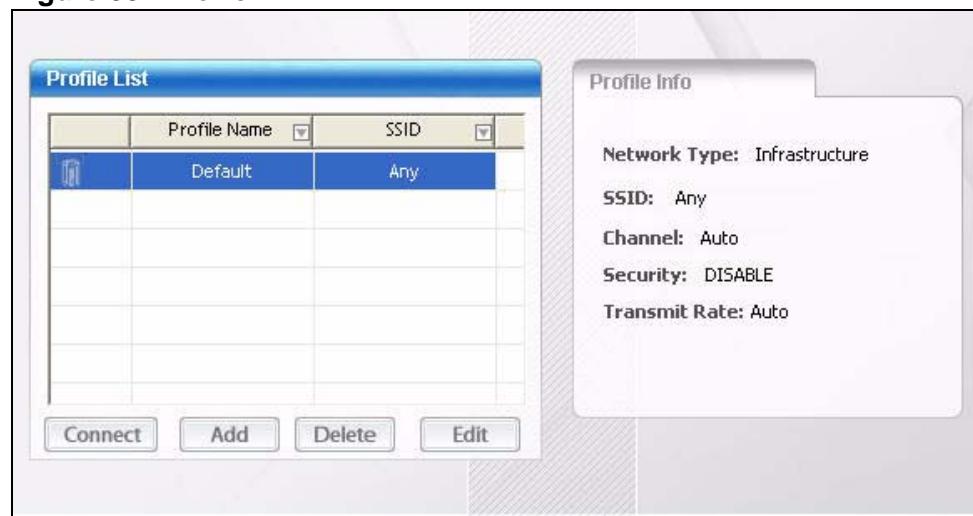 Profile List
Profile Name SSID
Default Any
Connect Add Delete Edit
Profile Info
Network Type: Infrastructure
SSID: Any
Channel: Auto
Security: DISABLE
Transmit Rate: Auto